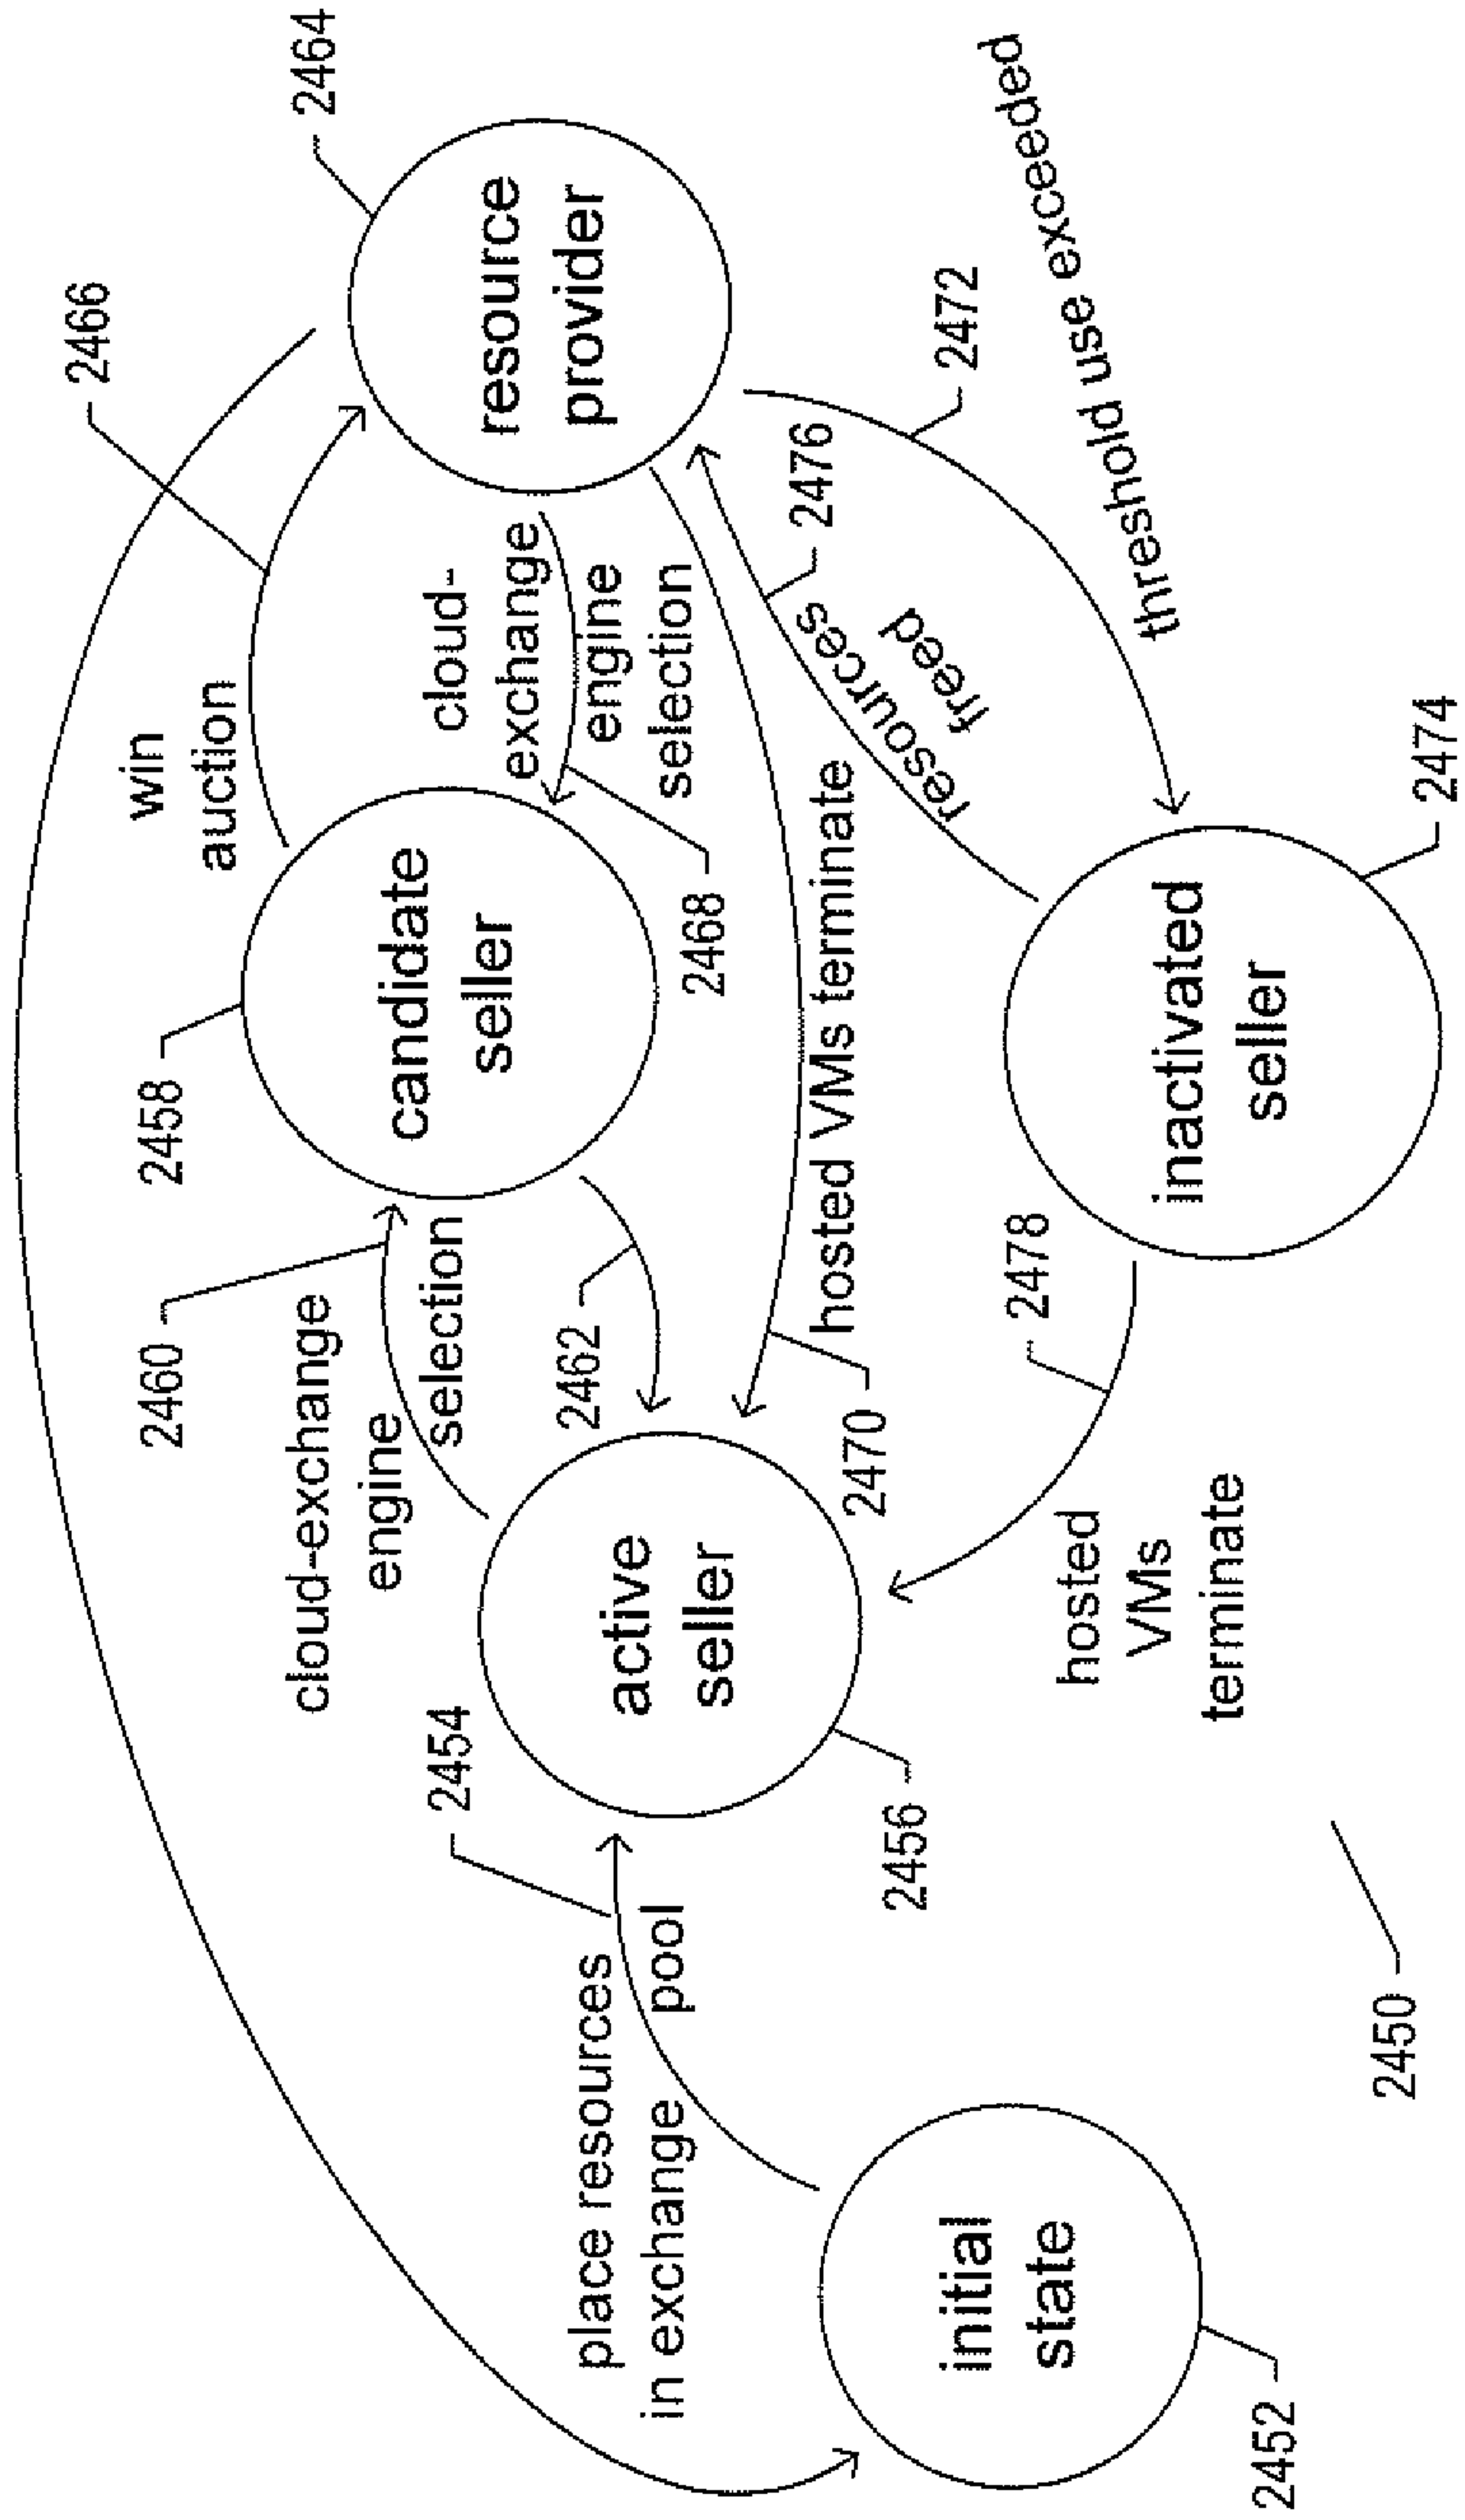 2466
2464
win
auction
2458
2460
cloud-exchange
engine
selection
candidate
seller
cloud-
exchange
engine
selection
resource
provider
2454
2462
2468
place resources
in exchange pool
active
seller
2476
2472
hosted VMs terminate
resources
freed
threshold use exceeded
2470
2456
initial
state
2478
hosted
VMs
terminate
inactivated
seller
2452
2450
2474